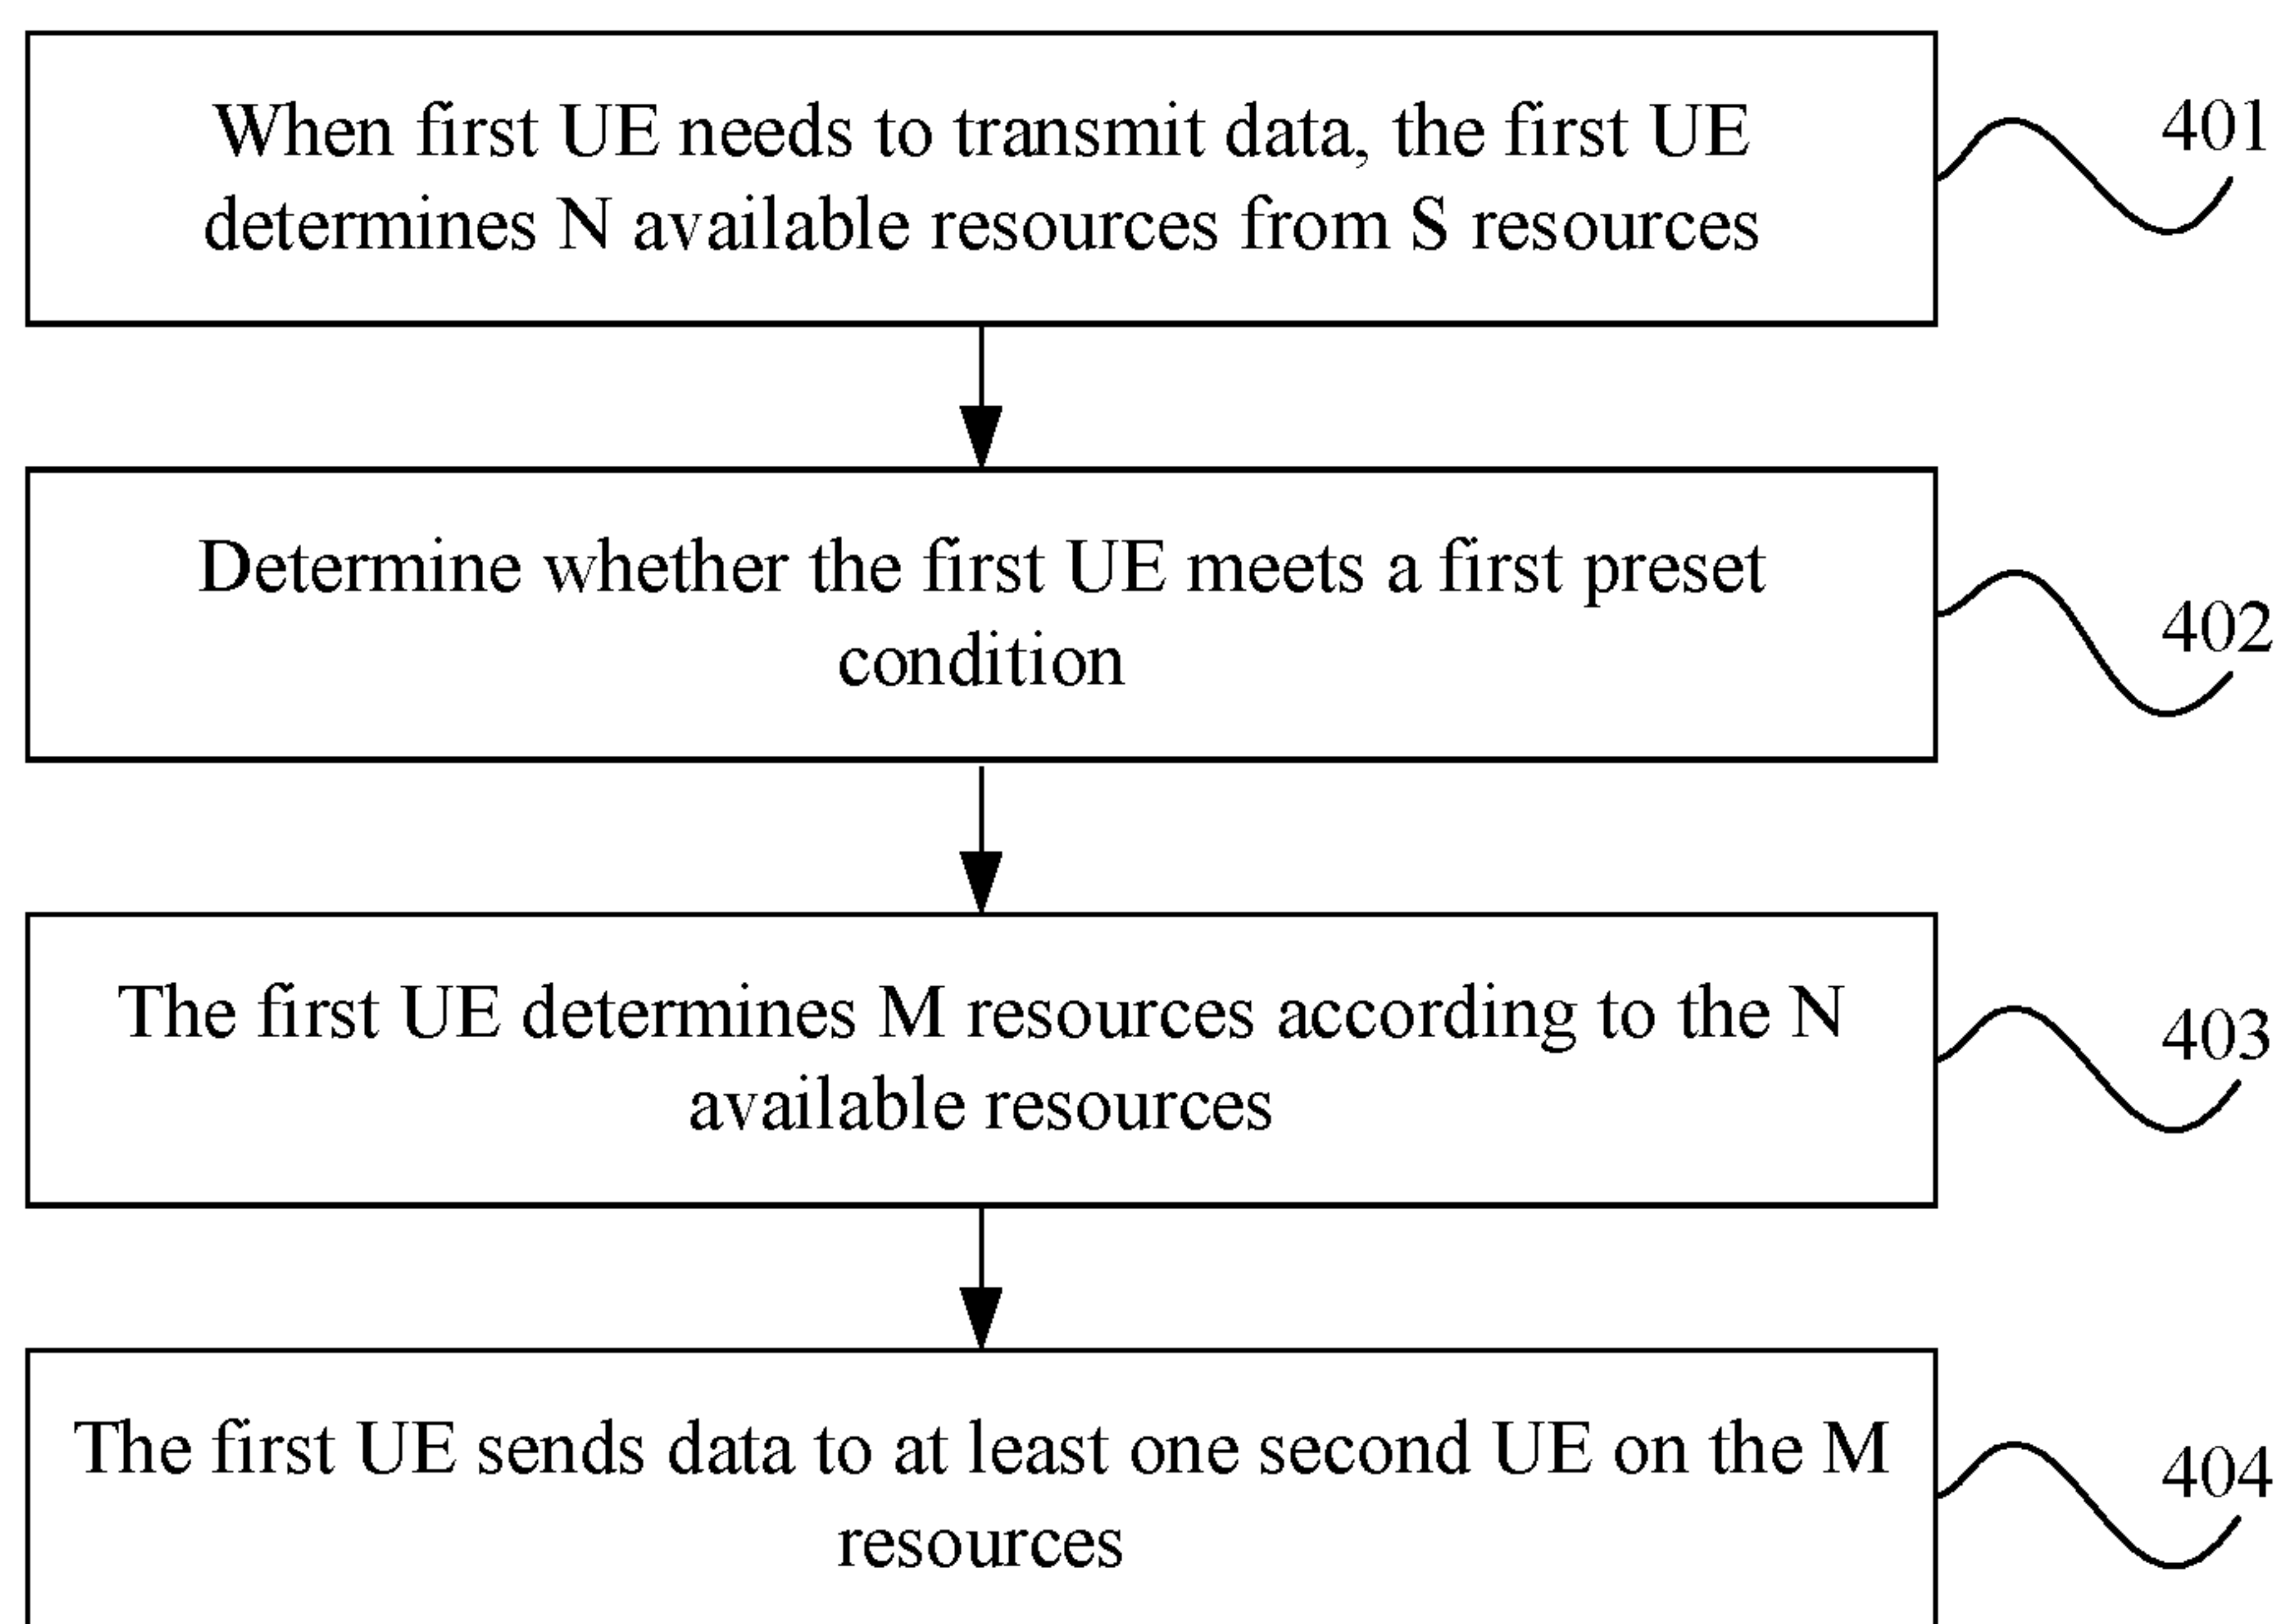 When first UE needs to transmit data, the first UE
determines N available resources from S resources
401
Determine whether the first UE meets a first preset
condition
402
The first UE determines M resources according to the N
available resources
403
The first UE sends data to at least one second UE on the M
resources
404